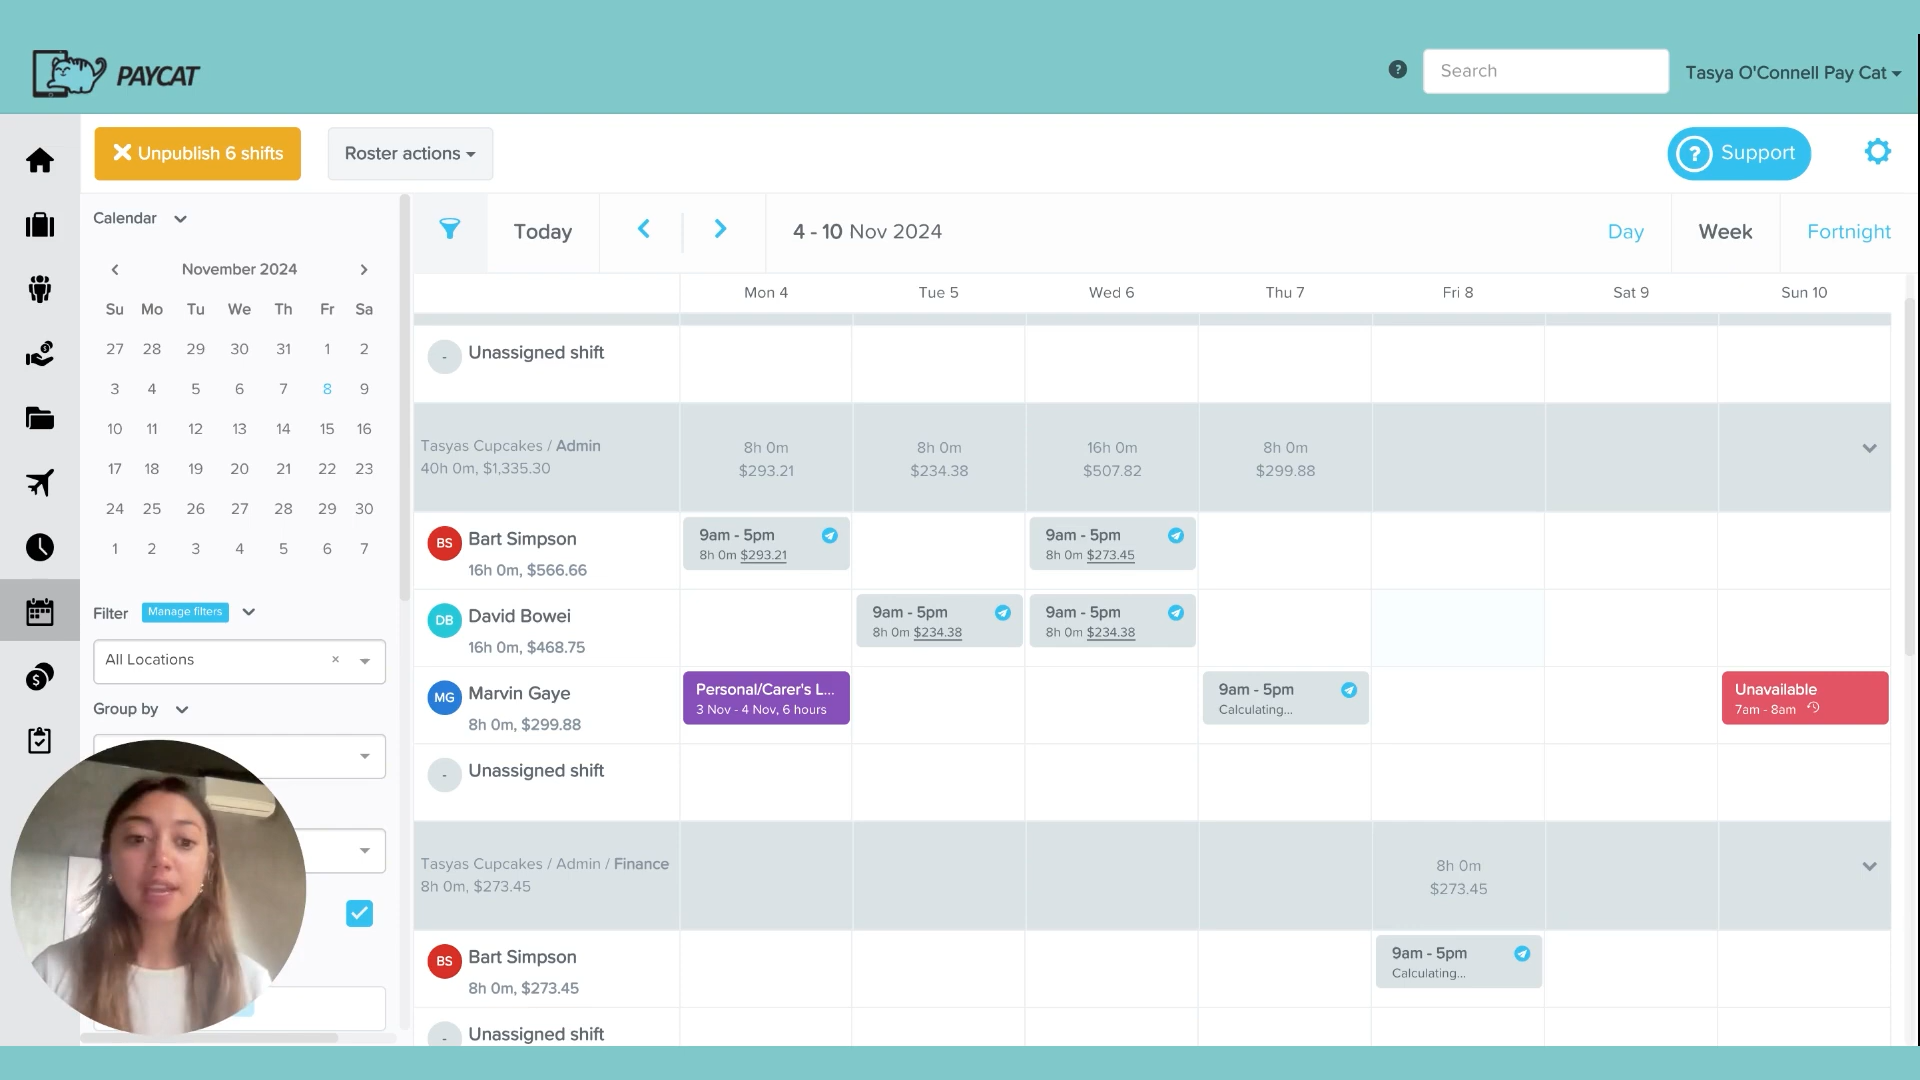 PAYCAT
?
Search
Tasya O'Connell Pay Cat
Unpublish 6 shifts
Roster actions
? Support
Calendar
Today
4 - 10 Nov 2024
Day
Week
Fortnight
November 2024
Su Mo Tu We Th Fr Sa
27 28 29 30 31 1 2
3 4 5 6 7 8 9
10 11 12 13 14 15 16
17 18 19 20 21 22 23
24 25 26 27 28 29 30
1 2 3 4 5 6 7
Filter Manage filters
All Locations ×
Group by
Mon 4 Tue 5 Wed 6 Thu 7 Fri 8 Sat 9 Sun 10
- Unassigned shift
Tasyas Cupcakes / Admin
40h 0m, $1,335.30
8h 0m 8h 0m 16h 0m 8h 0m
$293.21 $234.38 $507.82 $299.88
BS Bart Simpson
16h 0m, $566.66
9am - 5pm
8h 0m $293.21
9am - 5pm
8h 0m $273.45
DB David Bowei
16h 0m, $468.75
9am - 5pm
8h 0m $234.38
9am - 5pm
8h 0m $234.38
MG Marvin Gaye
8h 0m, $299.88
Personal/Carer's L...
3 Nov - 4 Nov, 6 hours
9am - 5pm
Calculating...
Unavailable
7am - 8am
- Unassigned shift
Tasyas Cupcakes / Admin / Finance
8h 0m, $273.45
8h 0m
$273.45
BS Bart Simpson
8h 0m, $273.45
9am - 5pm
Calculating...
- Unassigned shift